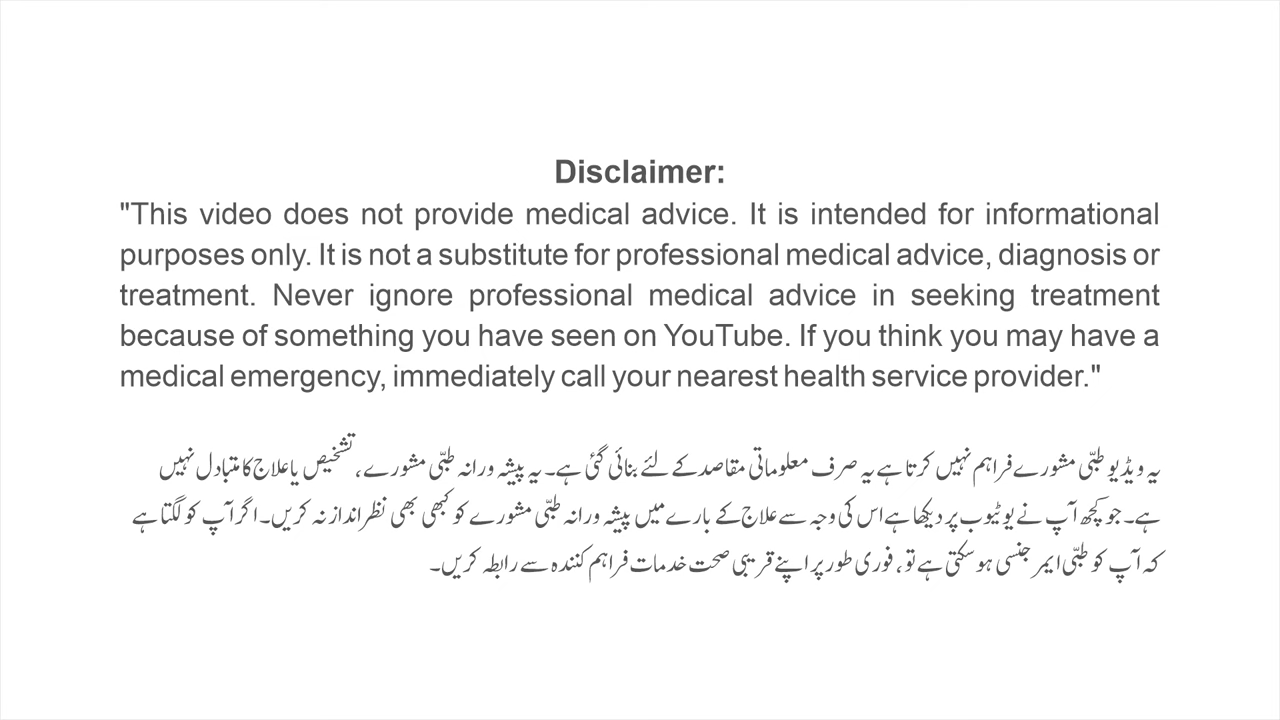 Disclaimer:
"This video does not provide medical advice. It is intended for informational
purposes only. It is not a substitute for professional medical advice, diagnosis or
treatment. Never ignore professional medical advice in seeking treatment
because of something you have seen on YouTube. If you think you may have a
medical emergency, immediately call your nearest health service provider."
یہ ویڈیو طبّی مشورے فراہم نہیں کرتا ہے یہ صرف معلوماتی مقاصد کے لئے بنائی گئی ہے۔ یہ پیشہ ورانہ طبّی مشورے، تشخیص یا علاج کا متبادل نہیں
ہے۔ جو کچھ آپ نے یوٹیوب پر دیکھا ہے اس کی وجہ سے علاج کے بارے میں پیشہ ورانہ طبّی مشورے کو کبھی بھی نظر انداز نہ کریں۔ اگر آپ کو لگتا ہے
کہ آپ کو طبّی ایمر جنسی ہو سکتی ہے تو، فوری طور پر اپنے قریبی صحت خدمات فراہم کنندہ سے رابطہ کریں۔